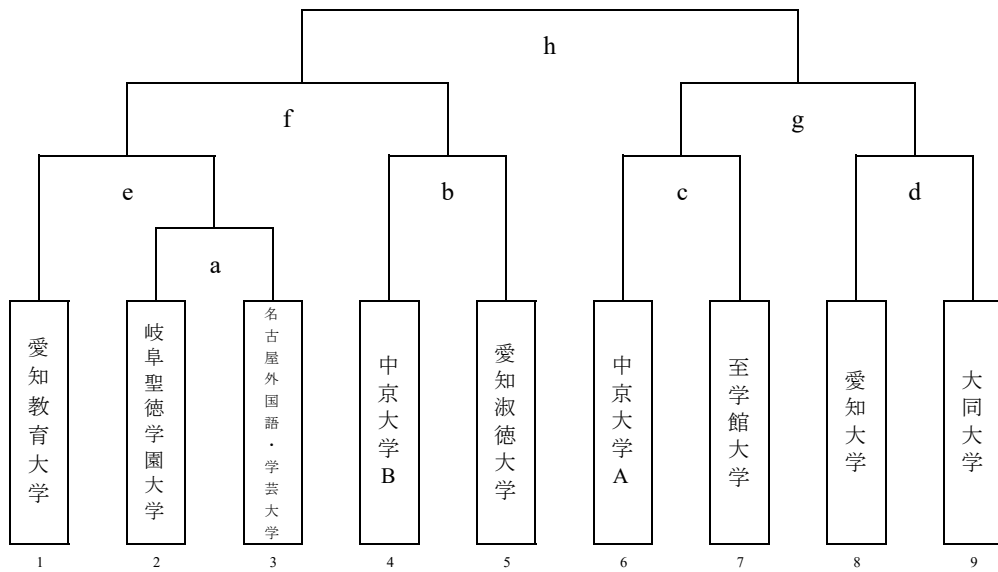 h
f
g
e
b
c
d
a
愛知教育大学
岐阜聖徳学園大学
名古屋外国語・学芸大学
中京大学B
愛知淑徳大学
中京大学A
至学館大学
愛知大学
大同大学
1
2
3
4
5
6
7
8
9